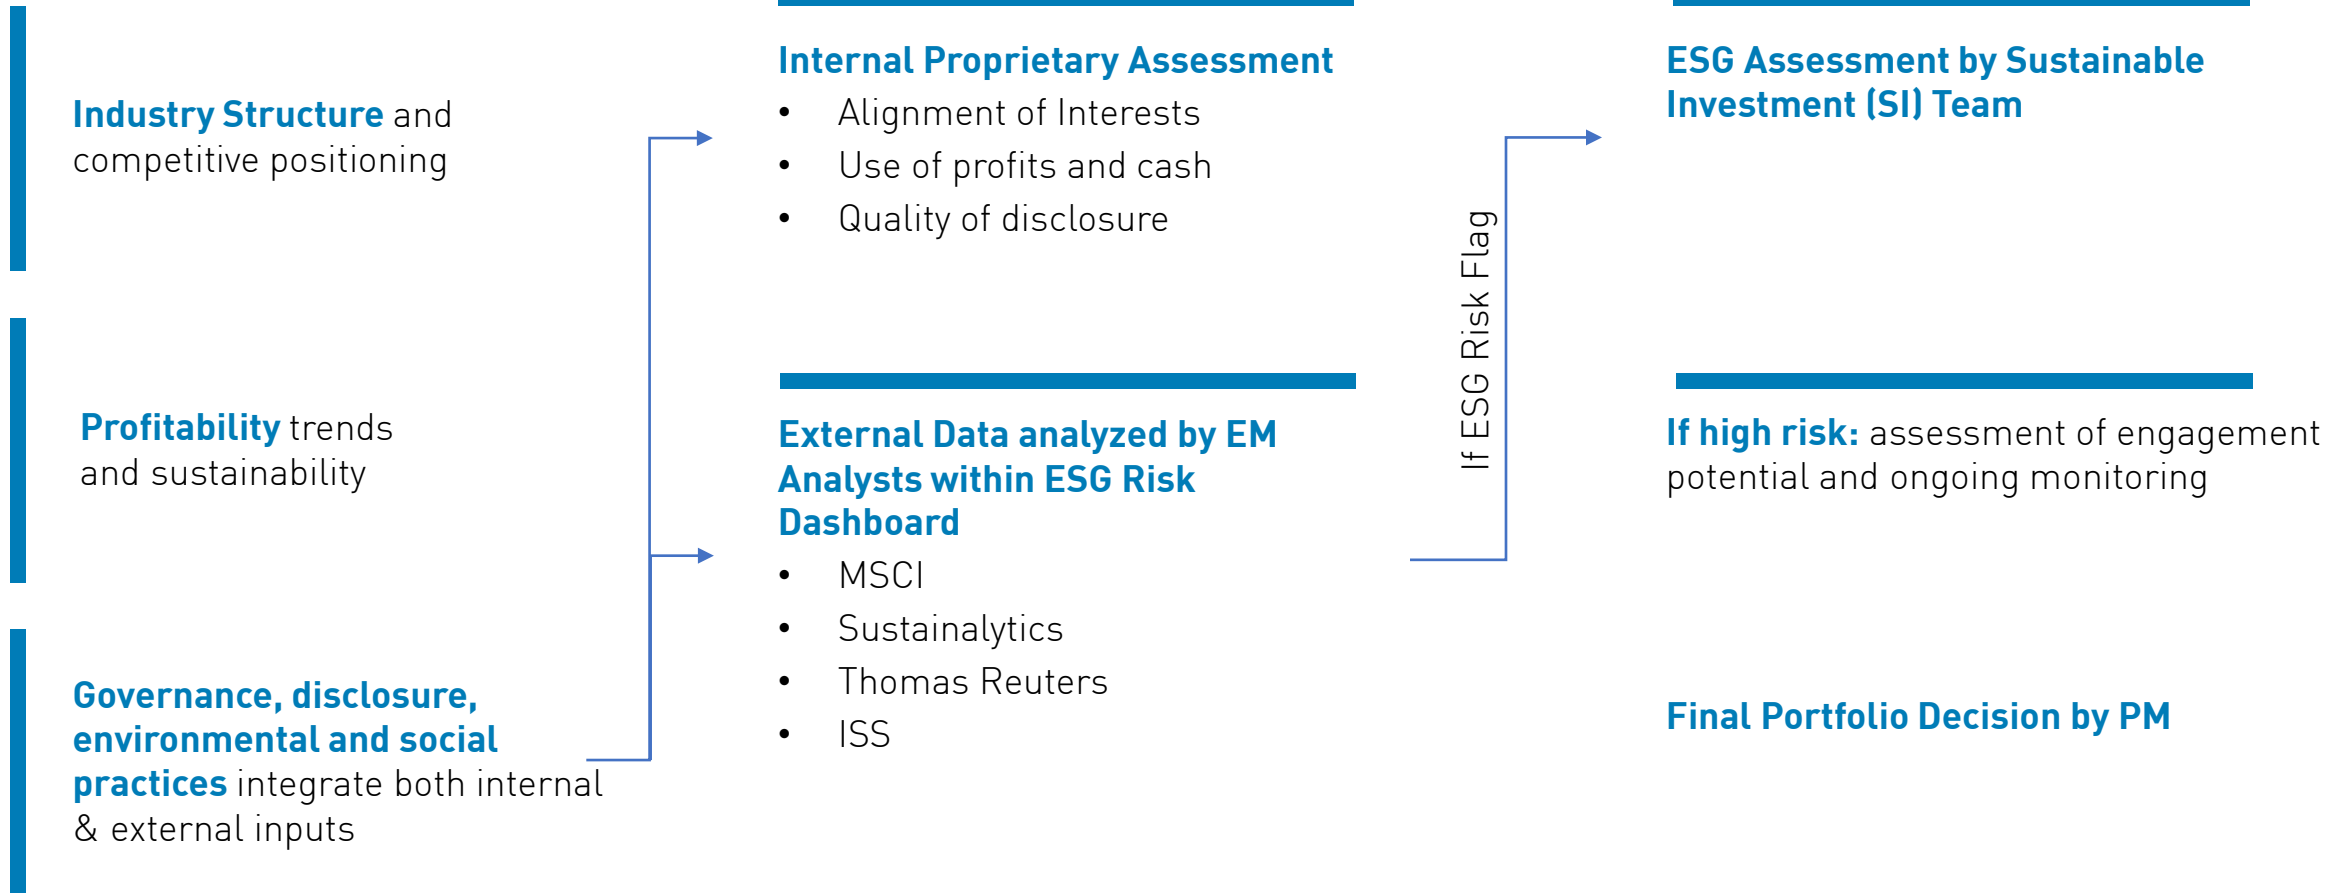 Industry Structure and
competitive positioning
Profitability trends
and sustainability
Governance, disclosure,
environmental and social
practices integrate both internal
& external inputs
Internal Proprietary Assessment
• Alignment of Interests
• Use of profits and cash
• Quality of disclosure
External Data analyzed by EM
Analysts within ESG Risk
Dashboard
• MSCI
• Sustainalytics
• Thomas Reuters
• ISS
If ESG Risk Flag
ESG Assessment by Sustainable
Investment (SI) Team
If high risk: assessment of engagement
potential and ongoing monitoring
Final Portfolio Decision by PM